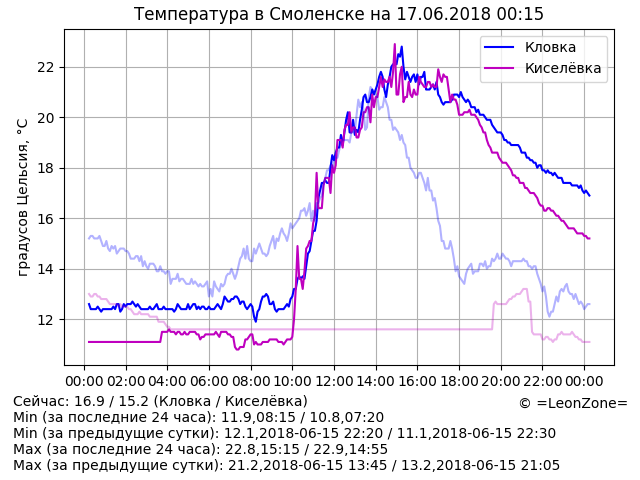 Температура в Смоленске на 17.06.2018 00:15
Кловка
Киселёвка
градусов Цельсия, °C
22
20
18
16
14
12
00:00 02:00 04:00 06:00 08:00 10:00 12:00 14:00 16:00 18:00 20:00 22:00 00:00
Сейчас: 16.9 / 15.2 (Кловка / Киселёвка)
© =LeonZone=
Min (за последние 24 часа): 11.9,08:15 / 10.8,07:20
Min (за предыдущие сутки): 12.1,2018-06-15 22:20 / 11.1,2018-06-15 22:30
Max (за последние 24 часа): 22.8,15:15 / 22.9,14:55
Max (за предыдущие сутки): 21.2,2018-06-15 13:45 / 13.2,2018-06-15 21:05